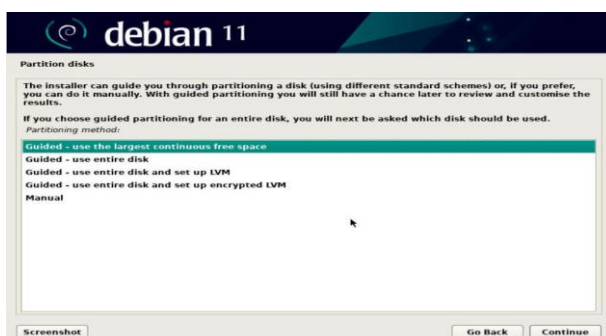 debian 11
Partition disks
The installer can guide you through partitioning a disk (using different standard schemes) or, if you prefer,
you can do it manually. With guided partitioning you will still have a chance later to review and customise the
results.
If you choose guided partitioning for an entire disk, you will next be asked which disk should be used.
Partitioning method:
Guided - use the largest continuous free space
Guided - use entire disk
Guided - use entire disk and set up LVM
Guided - use entire disk and set up encrypted LVM
Manual
Screenshot
Go Back
Continue